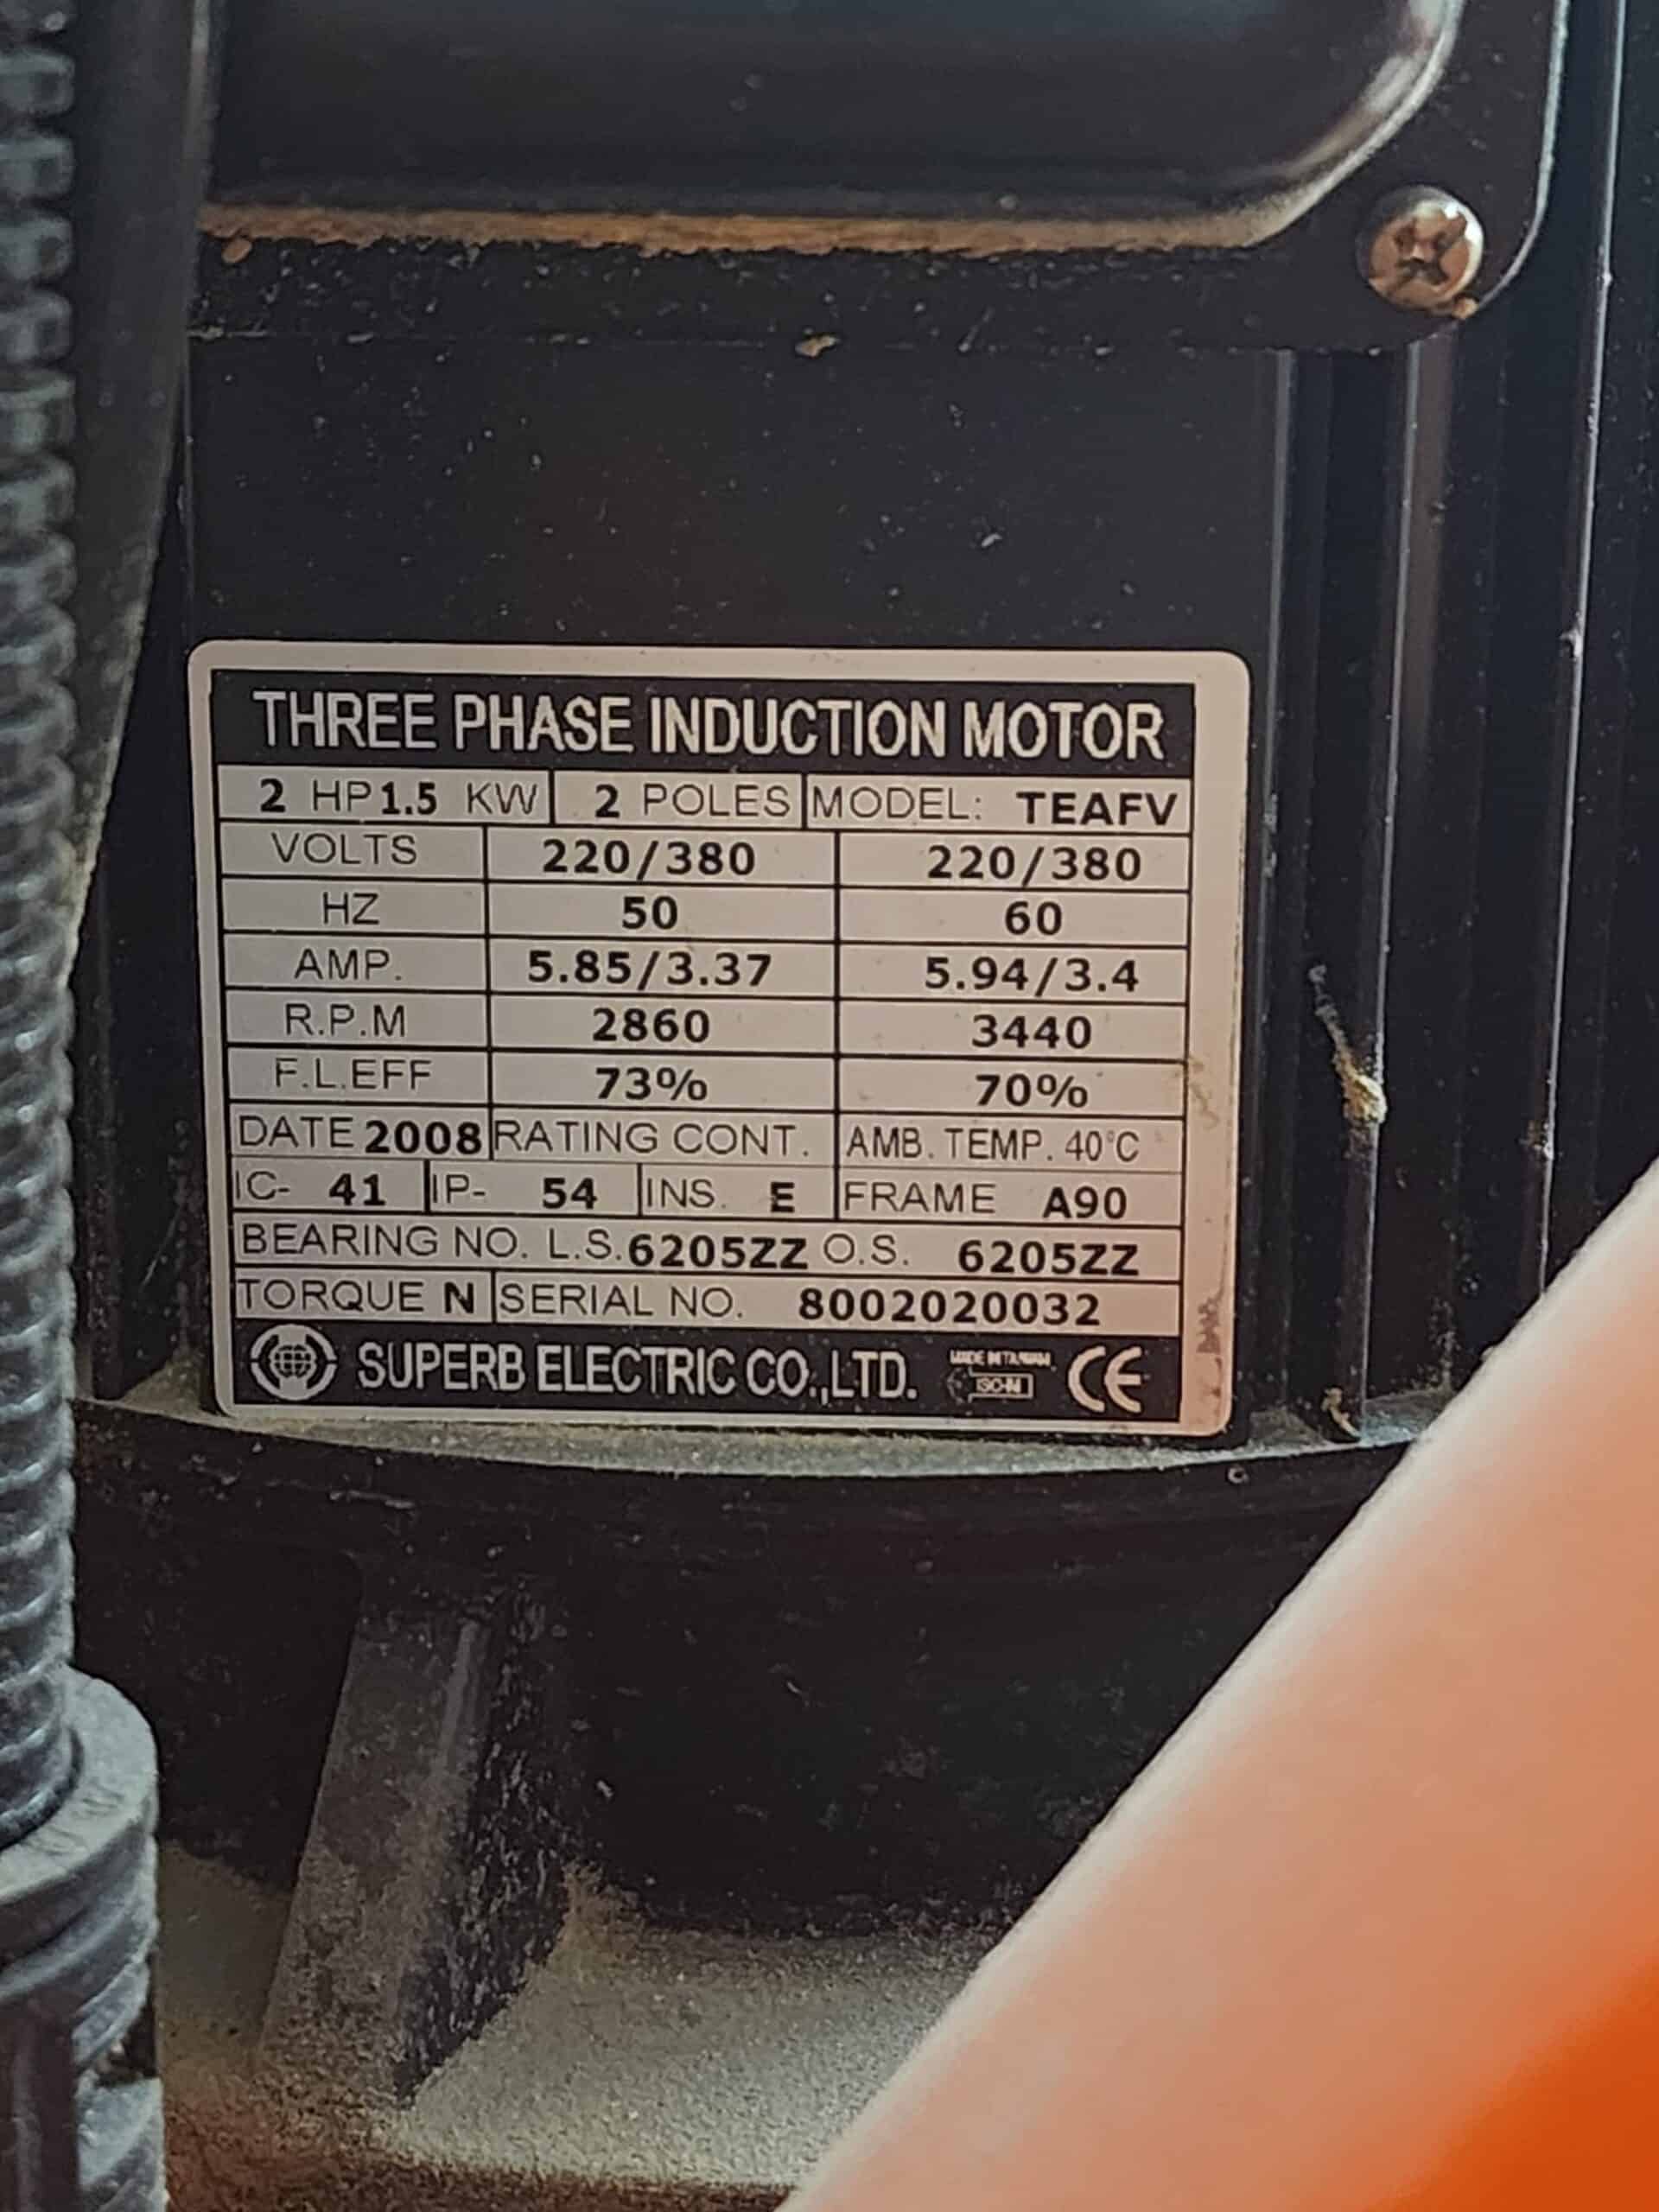 THREE PHASE INDUCTION MOTOR
2 HP 1.5 KW 2 POLES MODEL: TEAFV
VOLTS 220/380 220/380
HZ 50 60
AMP. 5.85/3.37 5.94/3.4
R.P.M 2860 3440
F.L.EFF 73% 70%
DATE 2008 RATING CONT. AMB. TEMP. 40°C
IC- 41 IP- 54 INS. E FRAME A90
BEARING NO. L.S. 6205ZZ O.S. 6205ZZ
TORQUE N SERIAL NO. 8002020032
SUPERB ELECTRIC CO.,LTD. MADE IN TAIWAN CE